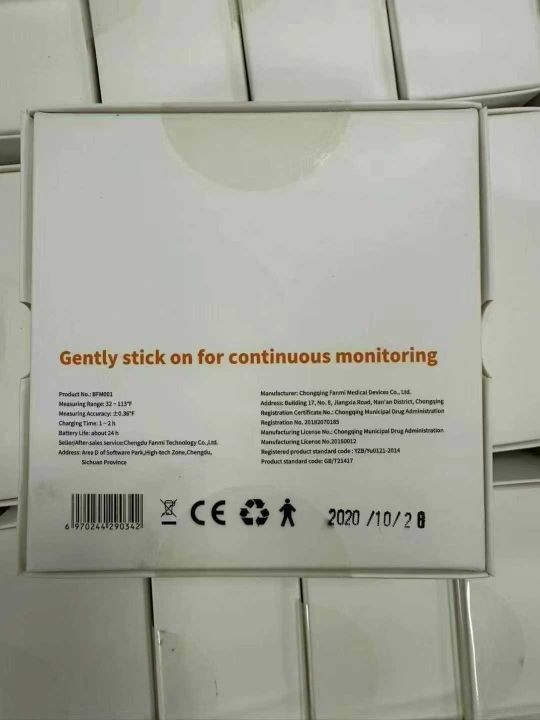 Gently stick on for continuous monitoring
Product No.: BFM001
Measuring Range: 32 ~ 113°F
Measuring Accuracy: ±0.36°F
Charging Time: 1 ~ 2 h
Battery Life: about 24 h
Seller/After-sales service:Chengdu Fanmi Technology Co.,Ltd.
Address: Area D of Software Park,High-tech Zone,Chengdu,
Sichuan Province
Manufacturer: Chongqing Fanmi Medical Devices Co., Ltd.
Address: Building 17, No. 8, Jiangxia Road, Nan'an District, Chongqing
Registration Certificate No.: Chongqing Municipal Drug Administration
Registration No. 20182070185
Manufacturing License No.: Chongqing Municipal Drug Administration
Manufacturing License No.20160012
Registered product standard code : YZB/Yu0121-2014
Product standard code: GB/T21417
6 970244 290342
CE
2020 /10/ 28